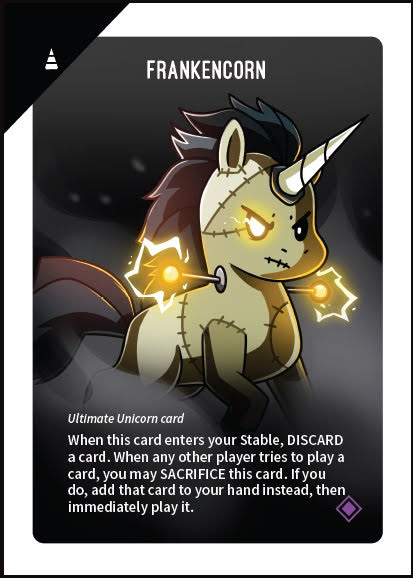 FRANKENCORN
Ultimate Unicorn card
When this card enters your Stable, DISCARD
a card. When any other player tries to play a
card, you may SACRIFICE this card. If you
do, add that card to your hand instead, then
immediately play it.